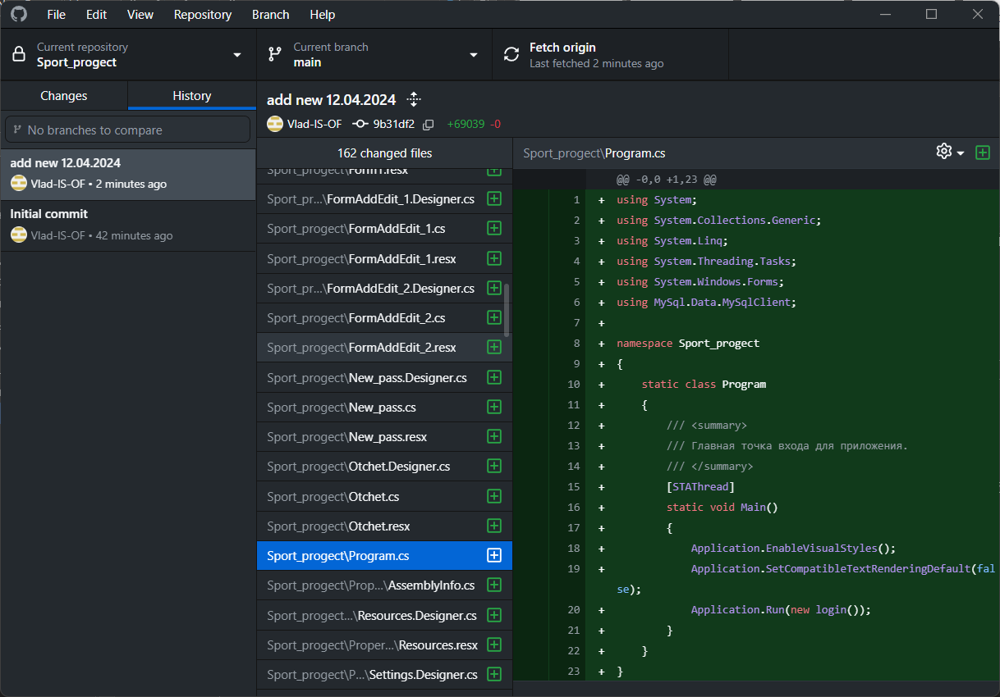 File Edit View Repository Branch Help
Current repository
Sport_progect
Current branch
main
Fetch origin
Last fetched 2 minutes ago
Changes
History
No branches to compare
add new 12.04.2024
Vlad-IS-OF • 2 minutes ago
Initial commit
Vlad-IS-OF • 42 minutes ago
add new 12.04.2024
Vlad-IS-OF 9b31df2 +69039 -0
162 changed files
Sport_progect\Form1.resx
Sport_pr...\FormAddEdit_1.Designer.cs
Sport_progect\FormAddEdit_1.cs
Sport_progect\FormAddEdit_1.resx
Sport_pr...\FormAddEdit_2.Designer.cs
Sport_progect\FormAddEdit_2.cs
Sport_progect\FormAddEdit_2.resx
Sport_progect\New_pass.Designer.cs
Sport_progect\New_pass.cs
Sport_progect\New_pass.resx
Sport_progect\Otchet.Designer.cs
Sport_progect\Otchet.cs
Sport_progect\Otchet.resx
Sport_progect\Program.cs
Sport_progect\Prop...\AssemblyInfo.cs
Sport_progect...\Resources.Designer.cs
Sport_progect\Proper...\Resources.resx
Sport_progect\P...\Settings.Designer.cs
Sport_progect\Program.cs
@@ -0,0 +1,23 @@
1 + using System;
2 + using System.Collections.Generic;
3 + using System.Linq;
4 + using System.Threading.Tasks;
5 + using System.Windows.Forms;
6 + using MySql.Data.MySqlClient;
7 +
8 + namespace Sport_progect
9 + {
10 + static class Program
11 + {
12 + /// <summary>
13 + /// Главная точка входа для приложения.
14 + /// </summary>
15 + [STAThread]
16 + static void Main()
17 + {
18 + Application.EnableVisualStyles();
19 + Application.SetCompatibleTextRenderingDefault(fal
se);
20 + Application.Run(new login());
21 + }
22 + }
23 + }